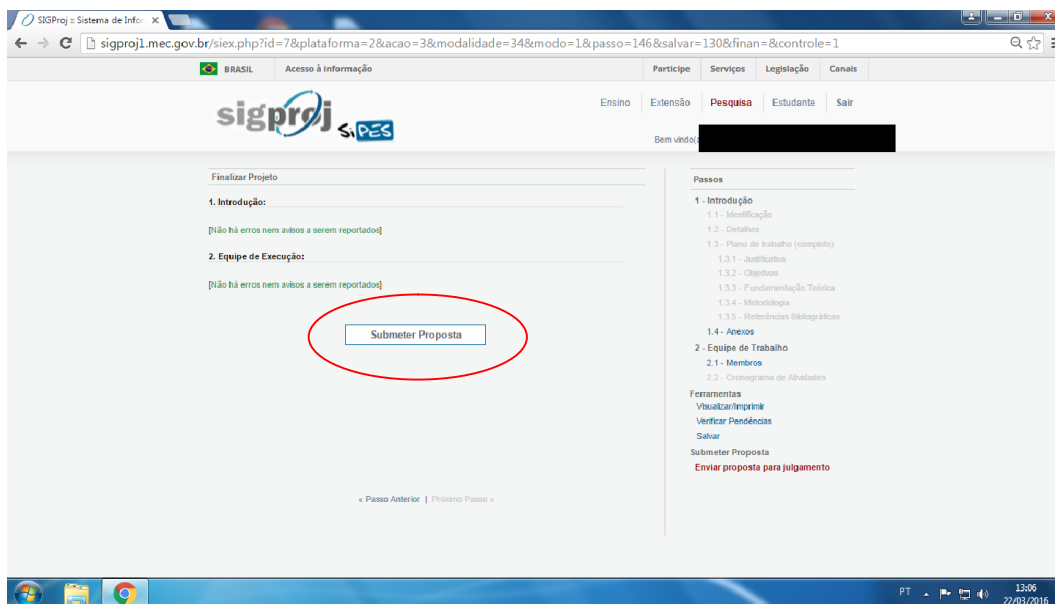 SIGProj :: Sistema de Infor
sigproj1.mec.gov.br/siex.php?id=7&plataforma=2&acao=3&modalidade=34&modo=1&passo=146&salvar=130&finan=&controle=1
BRASIL Acesso à informação Participe Serviços Legislação Canais
sigproj SiPES
Ensino Extensão Pesquisa Estudante Sair
Bem vindo(
Finalizar Projeto
1. Introdução:
[Não há erros nem avisos a serem reportados]
2. Equipe de Execução:
[Não há erros nem avisos a serem reportados]
Submeter Proposta
« Passo Anterior | Próximo Passo »
Passos
1 - Introdução
1.1 - Identificação
1.2 - Detalhes
1.3 - Plano de trabalho (completo)
1.3.1 - Justificativa
1.3.2 - Objetivos
1.3.3 - Fundamentação Teórica
1.3.4 - Metodologia
1.3.5 - Referências Bibliográficas
1.4 - Anexos
2 - Equipe de Trabalho
2.1 - Membros
2.2 - Cronograma de Atividades
Ferramentas
Visualizar/Imprimir
Verificar Pendências
Salvar
Submeter Proposta
Enviar proposta para julgamento
PT 13:06
22/03/2016